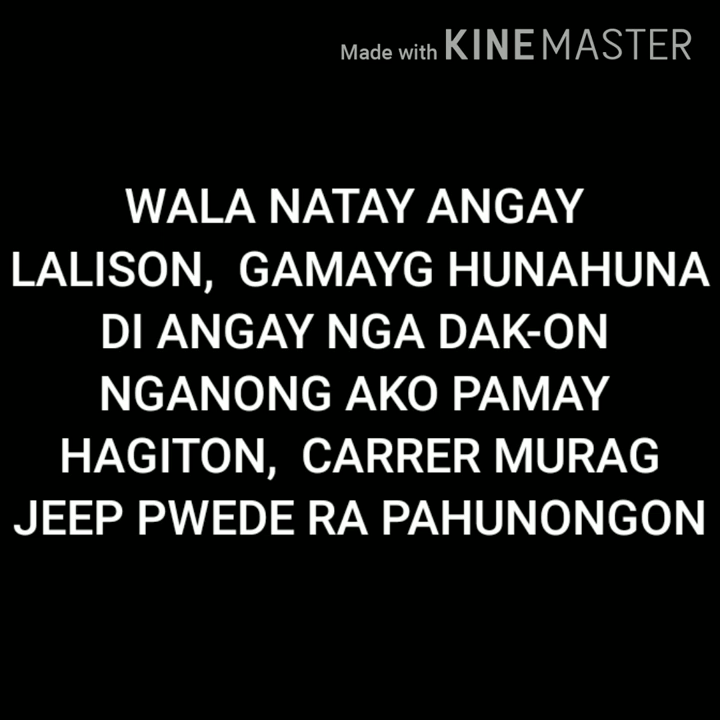 Made with KINEMASTER
WALA NATAY ANGAY
LALISON, GAMAYG HUNAHUNA
DI ANGAY NGA DAK-ON
NGANONG AKO PAMAY
HAGITON, CARRER MURAG
JEEP PWEDE RA PAHUNONGON